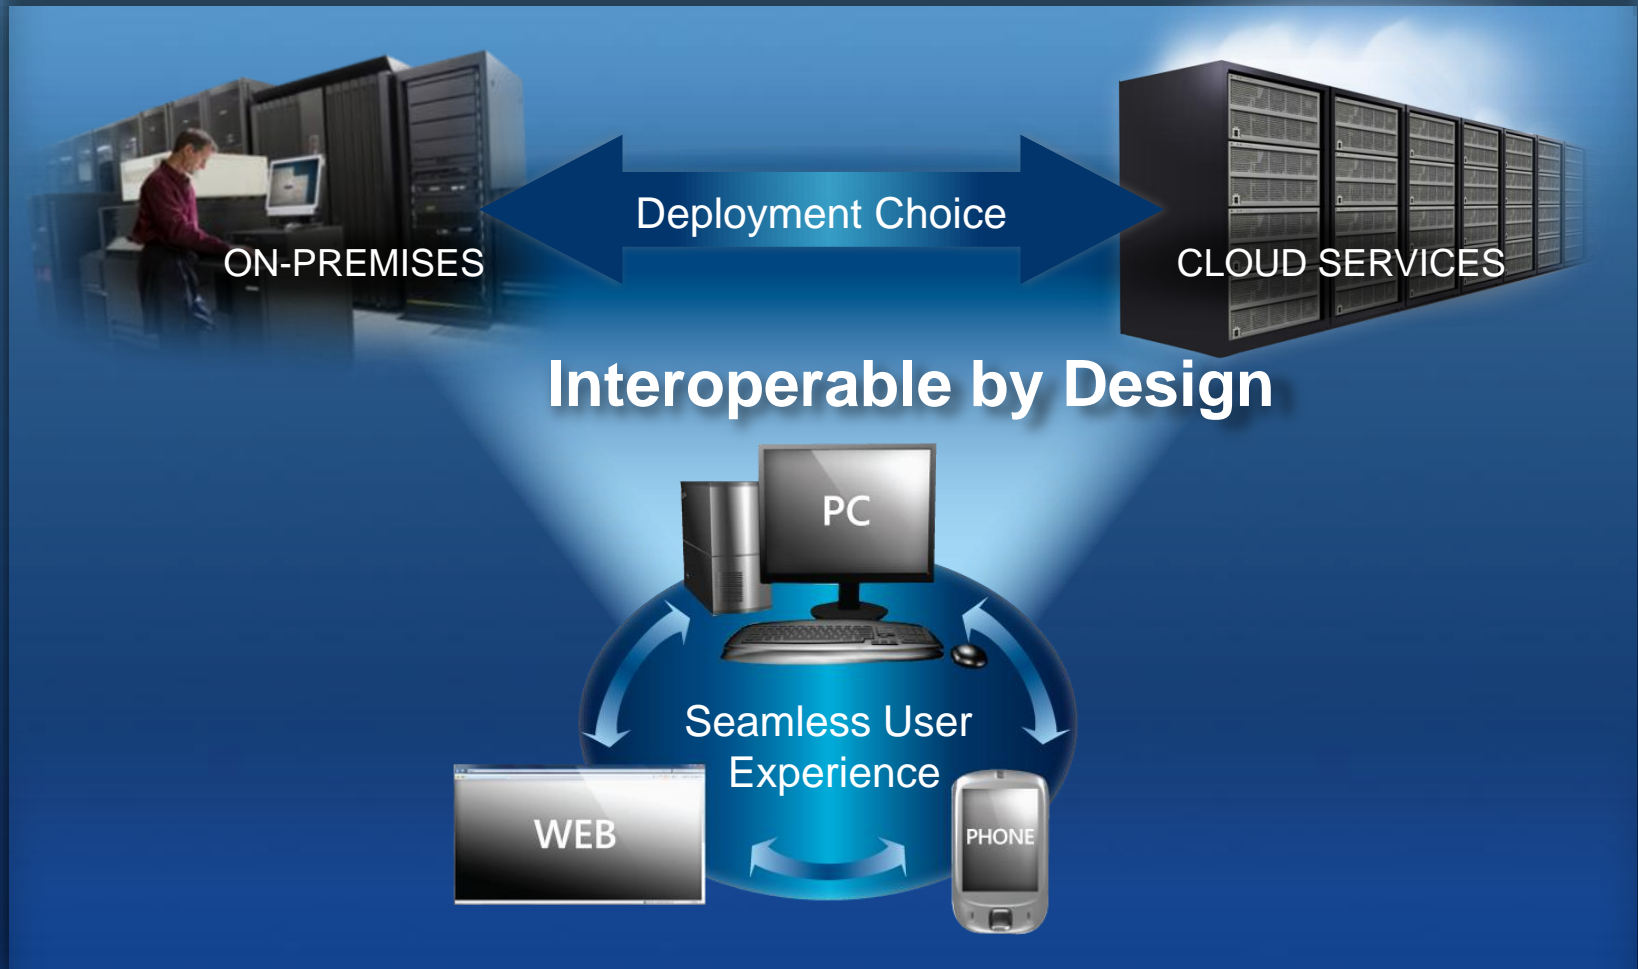 Deployment Choice
ON-PREMISES
CLOUD SERVICES
Interoperable by Design
PC
Seamless User
Experience
WEB
PHONE